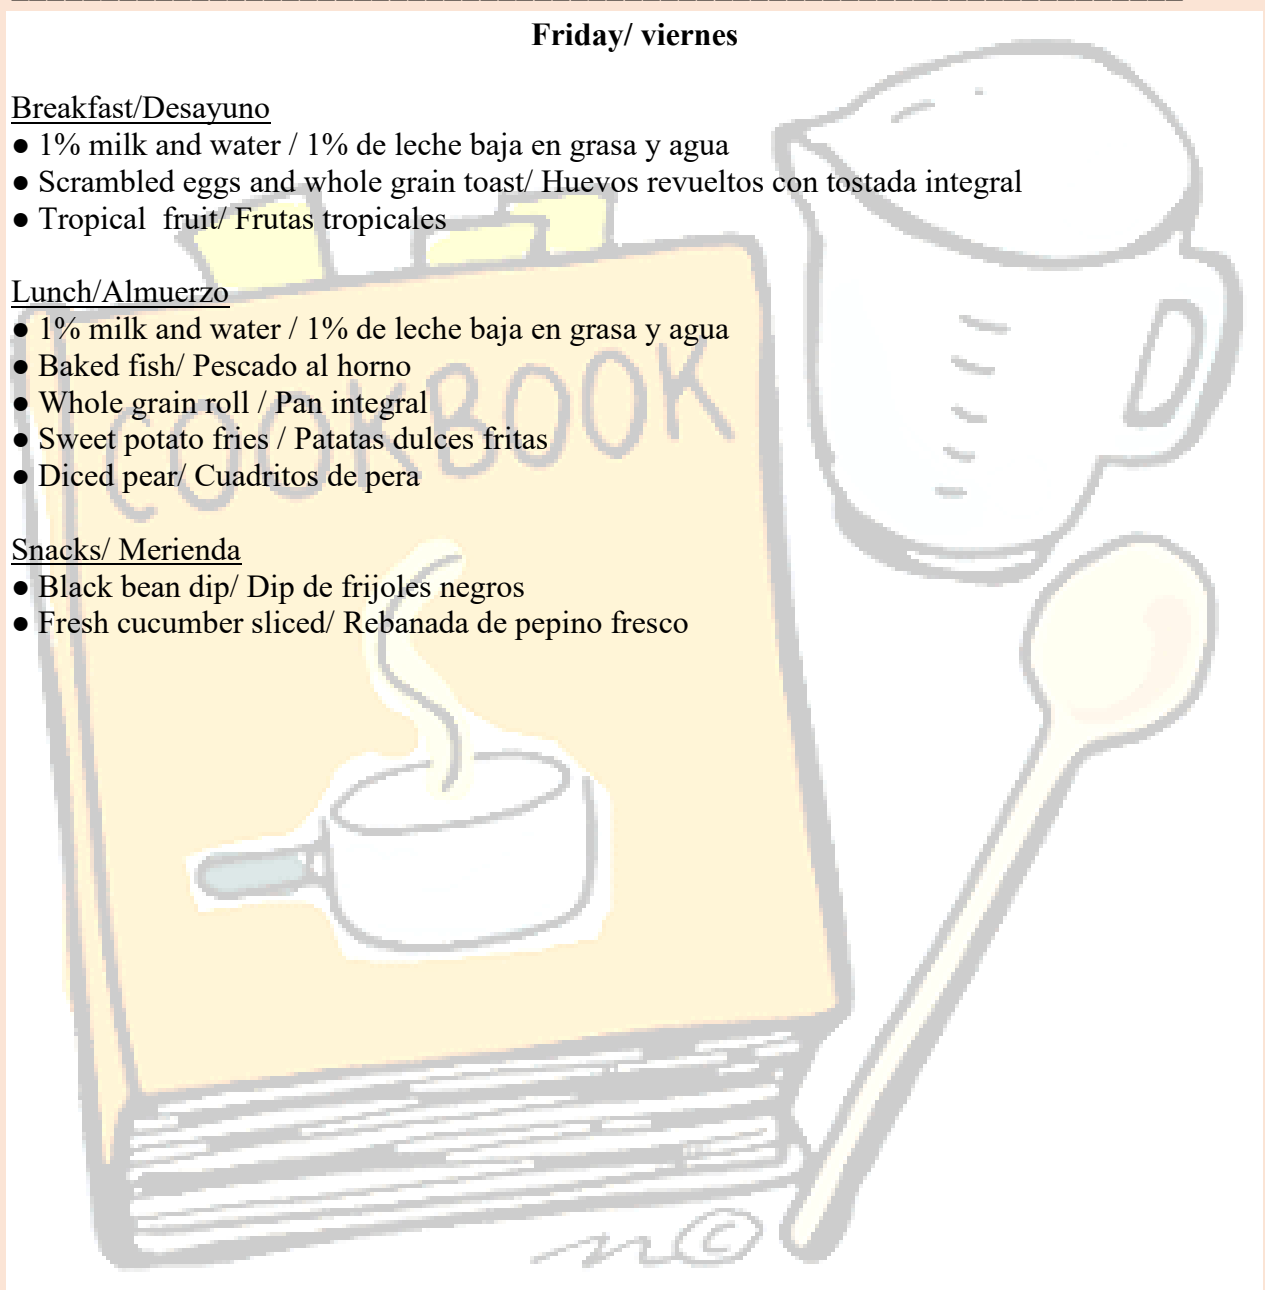 Friday/ viernes
Breakfast/Desayuno
● 1% milk and water / 1% de leche baja en grasa y agua
● Scrambled eggs and whole grain toast/ Huevos revueltos con tostada integral
● Tropical  fruit/ Frutas tropicales
Lunch/Almuerzo
● 1% milk and water / 1% de leche baja en grasa y agua
● Baked fish/ Pescado al horno
● Whole grain roll / Pan integral
● Sweet potato fries / Patatas dulces fritas
● Diced pear/ Cuadritos de pera
Snacks/ Merienda
● Black bean dip/ Dip de frijoles negros
● Fresh cucumber sliced/ Rebanada de pepino fresco
COOKBOOK
©